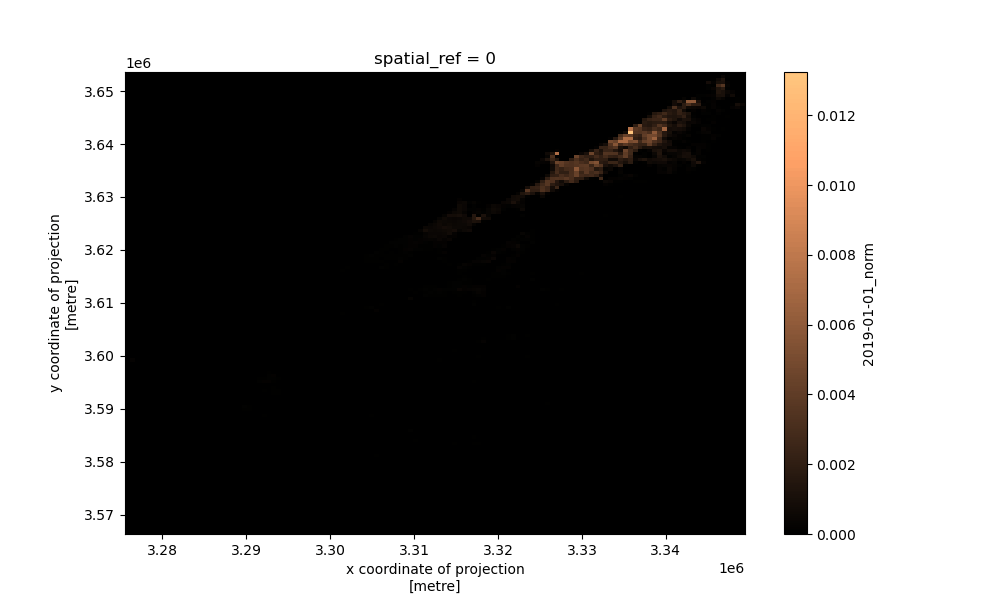 spatial_ref = 0
1e6
3.65
3.64
3.63
3.62
3.61
3.60
3.59
3.58
3.57
y coordinate of projection
[metre]
3.28
3.29
3.30
3.31
3.32
3.33
3.34
1e6
x coordinate of projection
[metre]
0.012
0.010
0.008
0.006
0.004
0.002
0.000
2019-01-01_norm